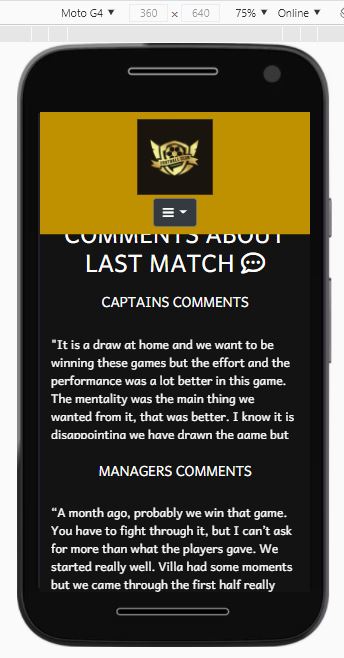 Moto G4 ▼ 360 x 640 75% ▼ Online ▼
COMMENTS ABOUT
LAST MATCH
CAPTAINS COMMENTS
"It is a draw at home and we want to be
winning these games but the effort and the
performance was a lot better in this game.
The mentality was the main thing we
wanted from it, that was better. I know it is
disappointing we have drawn the game but
MANAGERS COMMENTS
“A month ago, probably we win that game.
You have to fight through it, but I can’t ask
for more than what the players gave. We
started really well. Villa had some moments
but we came through the first half really